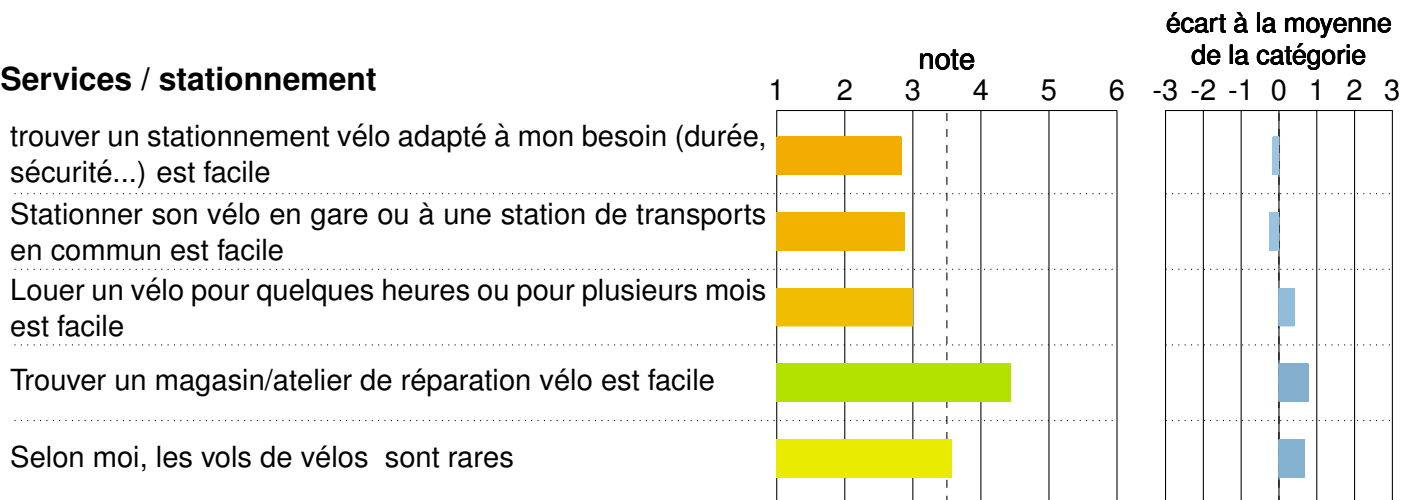 écart à la moyenne
note de la catégorie
Services / stationnement
1 2 3 4 5 6 -3 -2 -1 0 1 2 3
trouver un stationnement vélo adapté à mon besoin (durée,
sécurité...) est facile
Stationner son vélo en gare ou à une station de transports
en commun est facile
Louer un vélo pour quelques heures ou pour plusieurs mois
est facile
Trouver un magasin/atelier de réparation vélo est facile
Selon moi, les vols de vélos sont rares